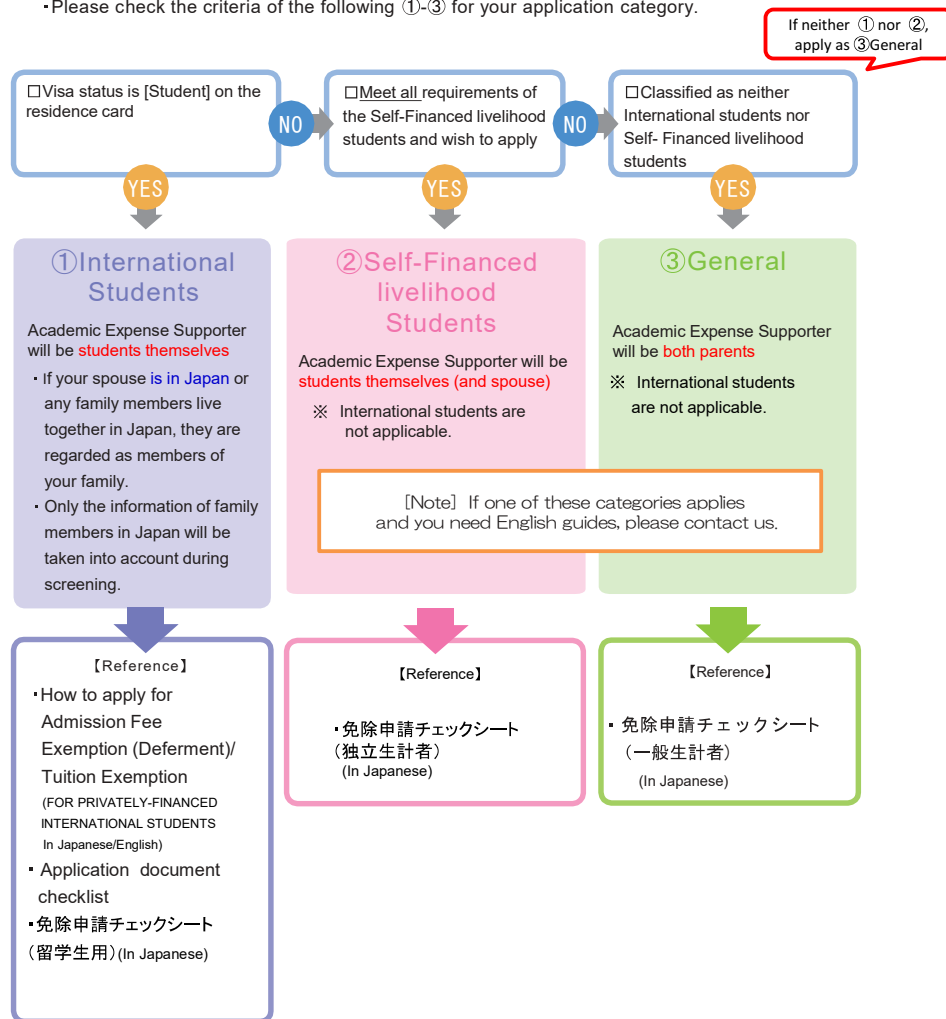 ▪Please check the criteria of the following ①-③ for your application category.
If neither ① nor ②,
apply as ③General
□Visa status is [Student] on the
residence card
NO
□Meet all requirements of
the Self-Financed livelihood
students and wish to apply
NO
□Classified as neither
International students nor
Self- Financed livelihood
students
YES
YES
YES
①International
Students
Academic Expense Supporter
will be students themselves
・If your spouse is in Japan or
any family members live
together in Japan, they are
regarded as members of
your family.
・Only the information of family
members in Japan will be
taken into account during
screening.
②Self-Financed
livelihood
Students
Academic Expense Supporter will be
students themselves (and spouse)
※ International students are
not applicable.
③General
Academic Expense Supporter
will be both parents
※ International students
are not applicable.
[Note] If one of these categories applies
and you need English guides, please contact us.
【Reference】
▪How to apply for
Admission Fee
Exemption (Deferment)/
Tuition Exemption
(FOR PRIVATELY-FINANCED
INTERNATIONAL STUDENTS
In Japanese/English)
▪Application document
checklist
▪免除申請チェックシート
(留学生用)(In Japanese)
【Reference】
▪免除申請チェックシート
(独立生計者)
(In Japanese)
【Reference】
▪免除申請チェックシート
(一般生計者)
(In Japanese)